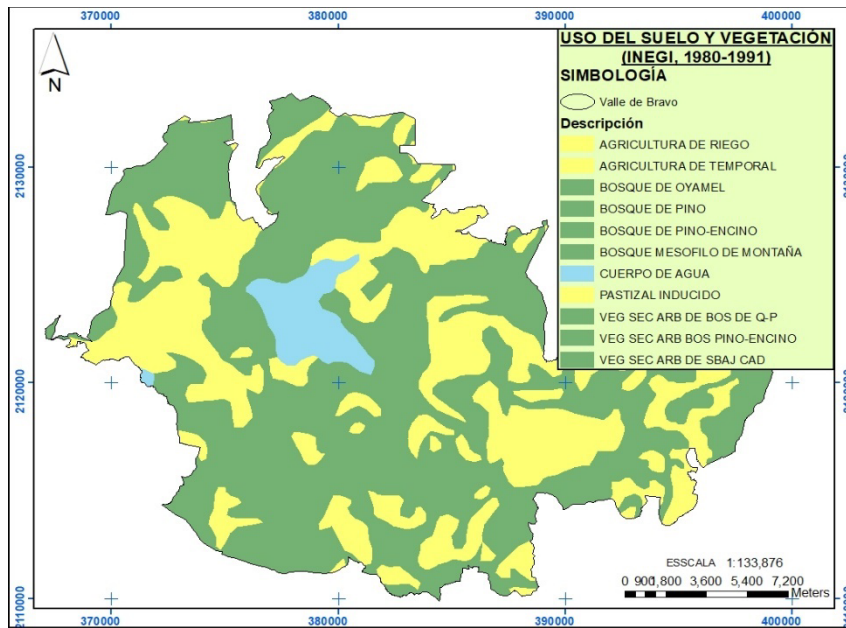 370000 380000 390000 400000
USO DEL SUELO Y VEGETACIÓN
(INEGI, 1980-1991)
SIMBOLOGÍA
Valle de Bravo
Descripción
AGRICULTURA DE RIEGO
AGRICULTURA DE TEMPORAL
BOSQUE DE OYAMEL
BOSQUE DE PINO
BOSQUE DE PINO-ENCINO
BOSQUE MESOFILO DE MONTAÑA
CUERPO DE AGUA
PASTIZAL INDUCIDO
VEG SEC ARB DE BOS DE Q-P
VEG SEC ARB BOS PINO-ENCINO
VEG SEC ARB DE SBAJ CAD
N
2130000
2120000
2110000
ESSCALA 1:133,876
0 900 1,800 3,600 5,400 7,200
Meters
370000 380000 390000 400000